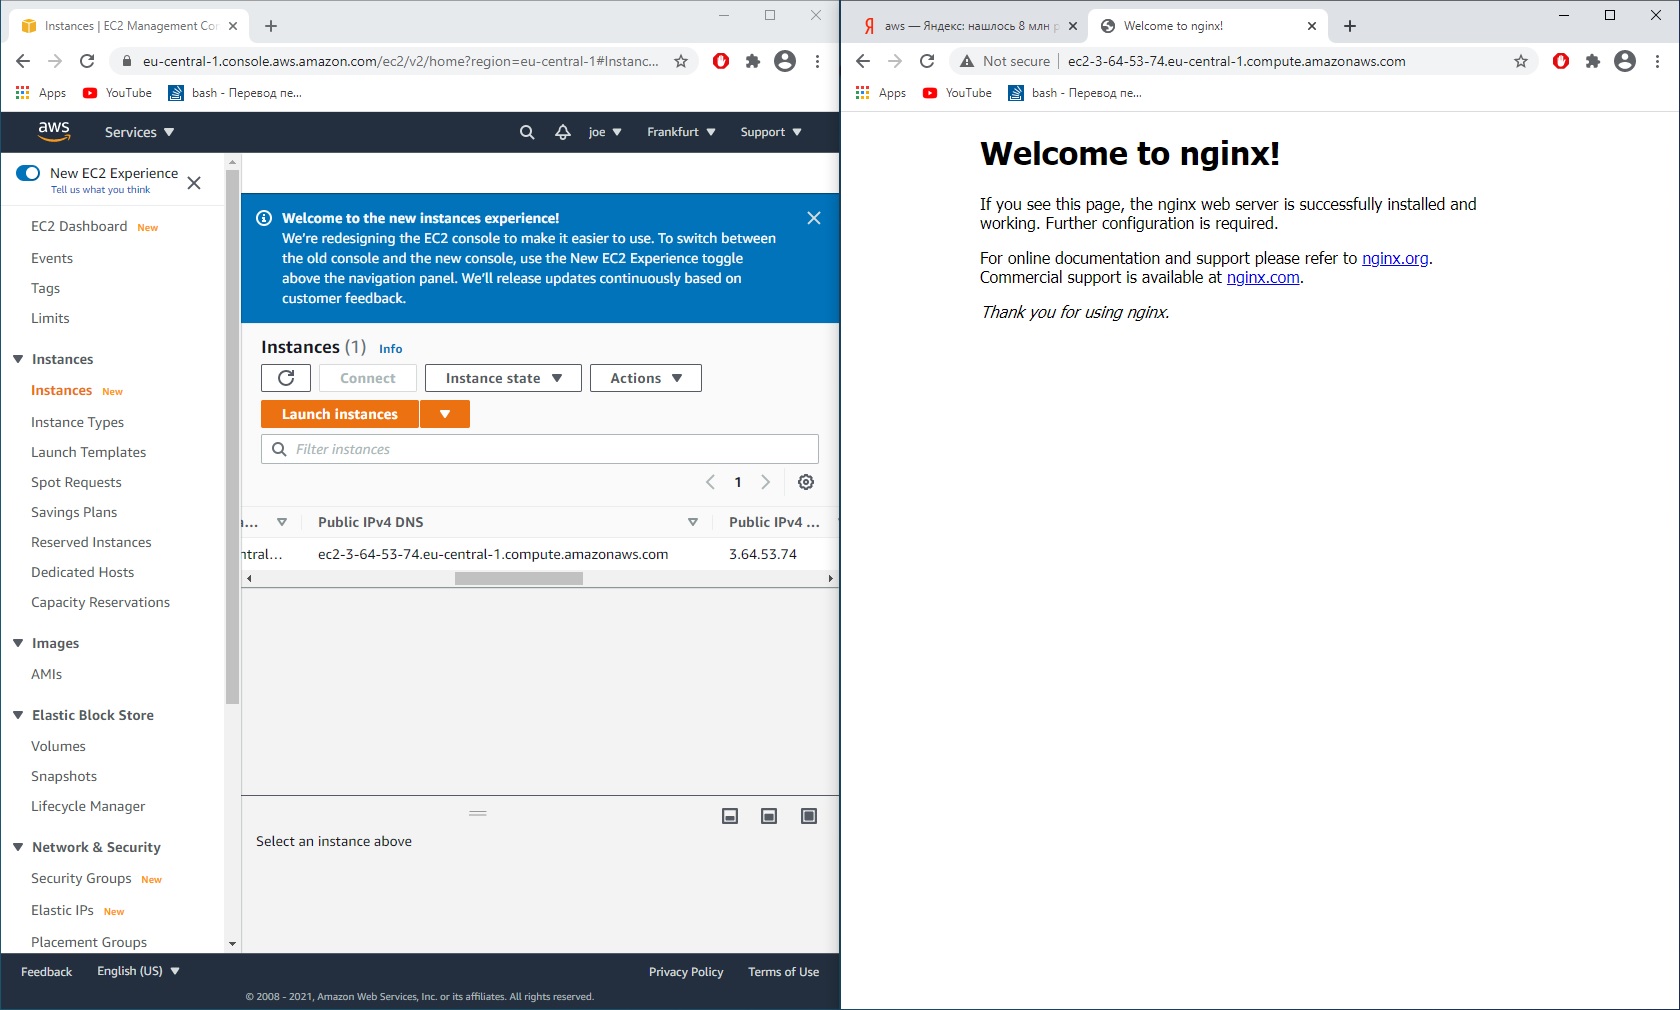 Instances | EC2 Management Con
eu-central-1.console.aws.amazon.com/ec2/v2/home?region=eu-central-1#Instanc...
Apps
YouTube
bash - Перевод пе...
aws
Services
joe
Frankfurt
Support
New EC2 Experience
Tell us what you think
EC2 Dashboard New
Events
Tags
Limits
Instances
Instances New
Instance Types
Launch Templates
Spot Requests
Savings Plans
Reserved Instances
Dedicated Hosts
Capacity Reservations
Images
AMIs
Elastic Block Store
Volumes
Snapshots
Lifecycle Manager
Network & Security
Security Groups New
Elastic IPs New
Placement Groups
Welcome to the new instances experience!
We're redesigning the EC2 console to make it easier to use. To switch between
the old console and the new console, use the New EC2 Experience toggle
above the navigation panel. We'll release updates continuously based on
customer feedback.
Instances (1) Info
Connect
Instance state
Actions
Launch instances
Filter instances
1
Public IPv4 DNS
Public IPv4 ...
ntral...
ec2-3-64-53-74.eu-central-1.compute.amazonaws.com
3.64.53.74
Select an instance above
Feedback
English (US)
Privacy Policy
Terms of Use
© 2008 - 2021, Amazon Web Services, Inc. or its affiliates. All rights reserved.
aws — Яндекс: нашлось 8 млн р
Welcome to nginx!
Not secure
ec2-3-64-53-74.eu-central-1.compute.amazonaws.com
Apps
YouTube
bash - Перевод пе...
Welcome to nginx!
If you see this page, the nginx web server is successfully installed and
working. Further configuration is required.
For online documentation and support please refer to nginx.org.
Commercial support is available at nginx.com.
Thank you for using nginx.